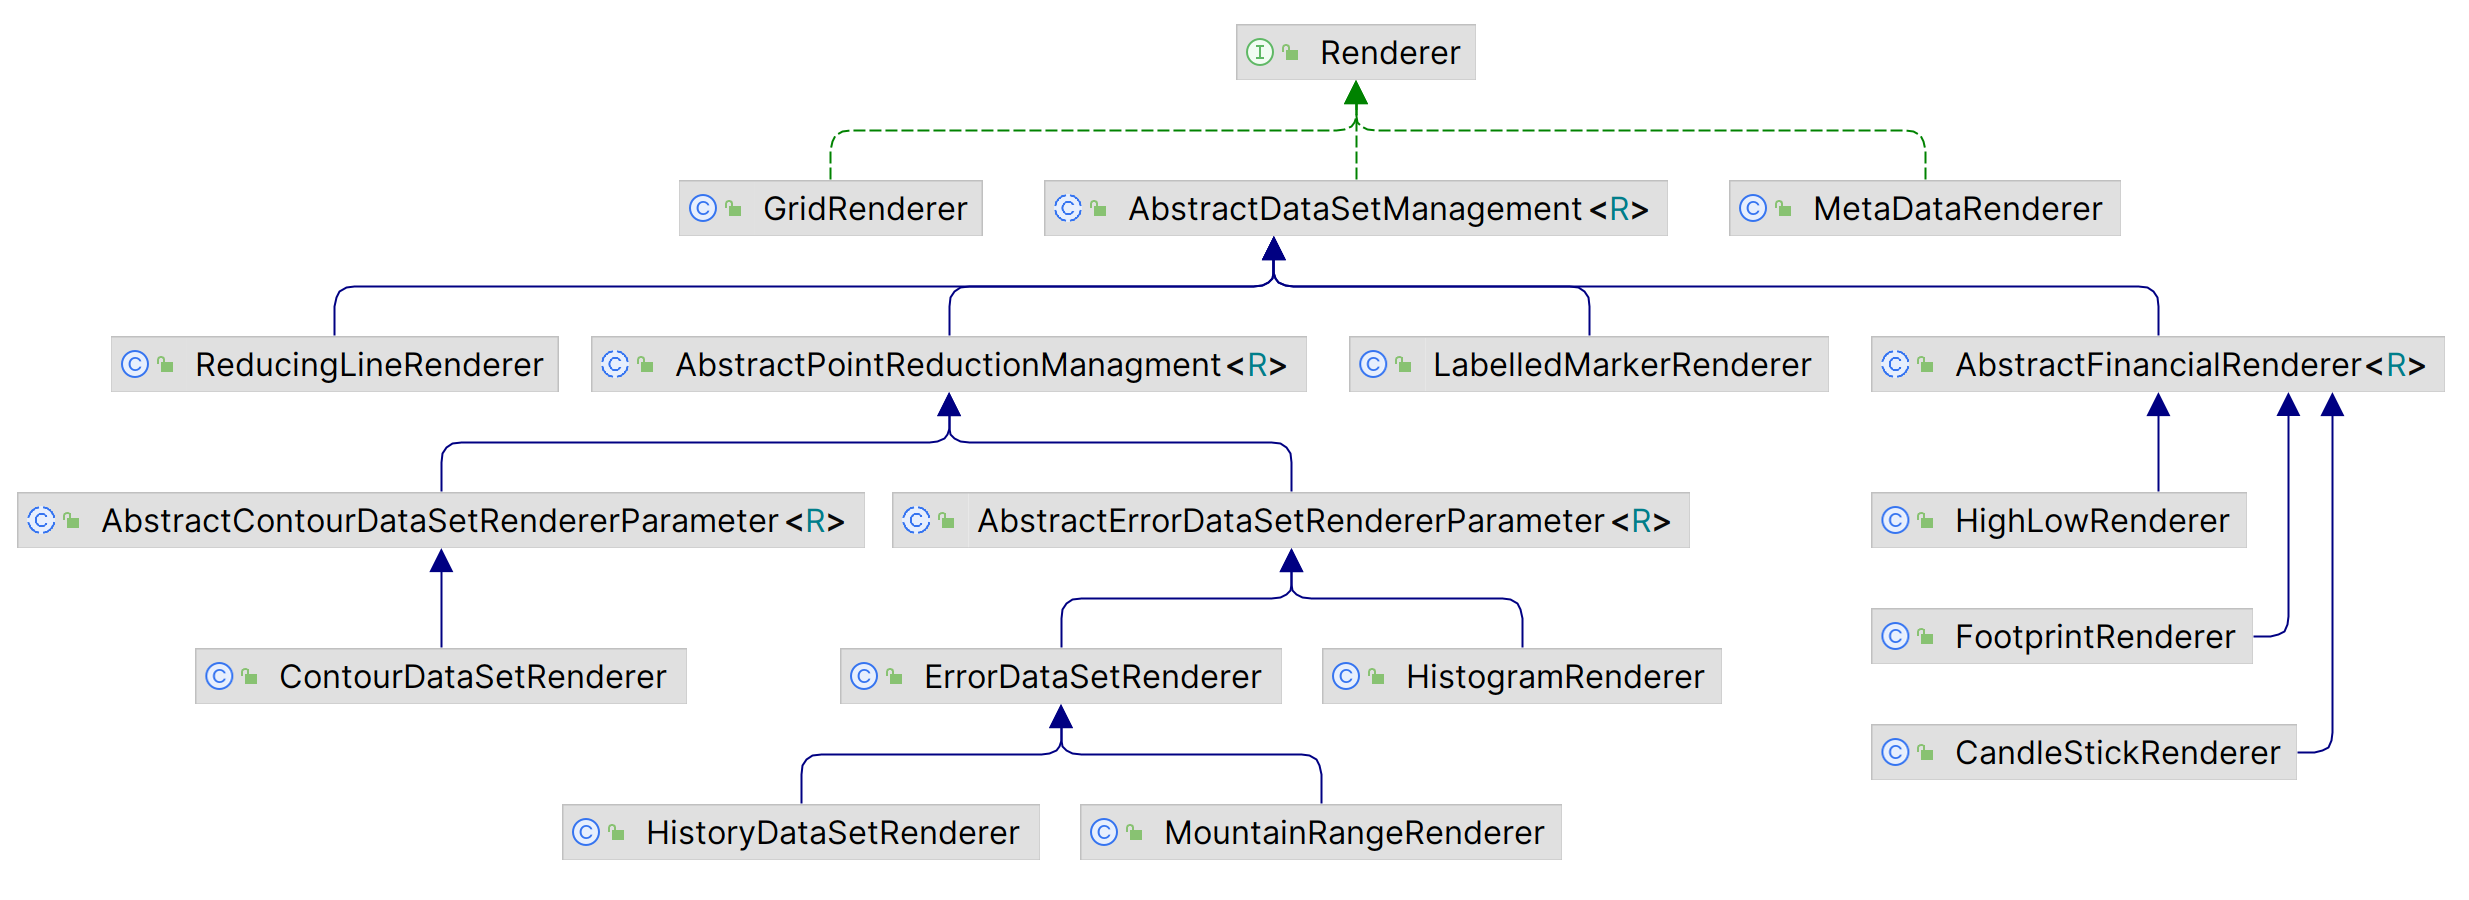 Renderer
GridRenderer
AbstractDataSetManagement<R>
MetaDataRenderer
ReducingLineRenderer
AbstractPointReductionManagment<R>
LabelledMarkerRenderer
AbstractFinancialRenderer<R>
AbstractContourDataSetRendererParameter<R>
AbstractErrorDataSetRendererParameter<R>
HighLowRenderer
FootprintRenderer
ContourDataSetRenderer
ErrorDataSetRenderer
HistogramRenderer
CandleStickRenderer
HistoryDataSetRenderer
MountainRangeRenderer